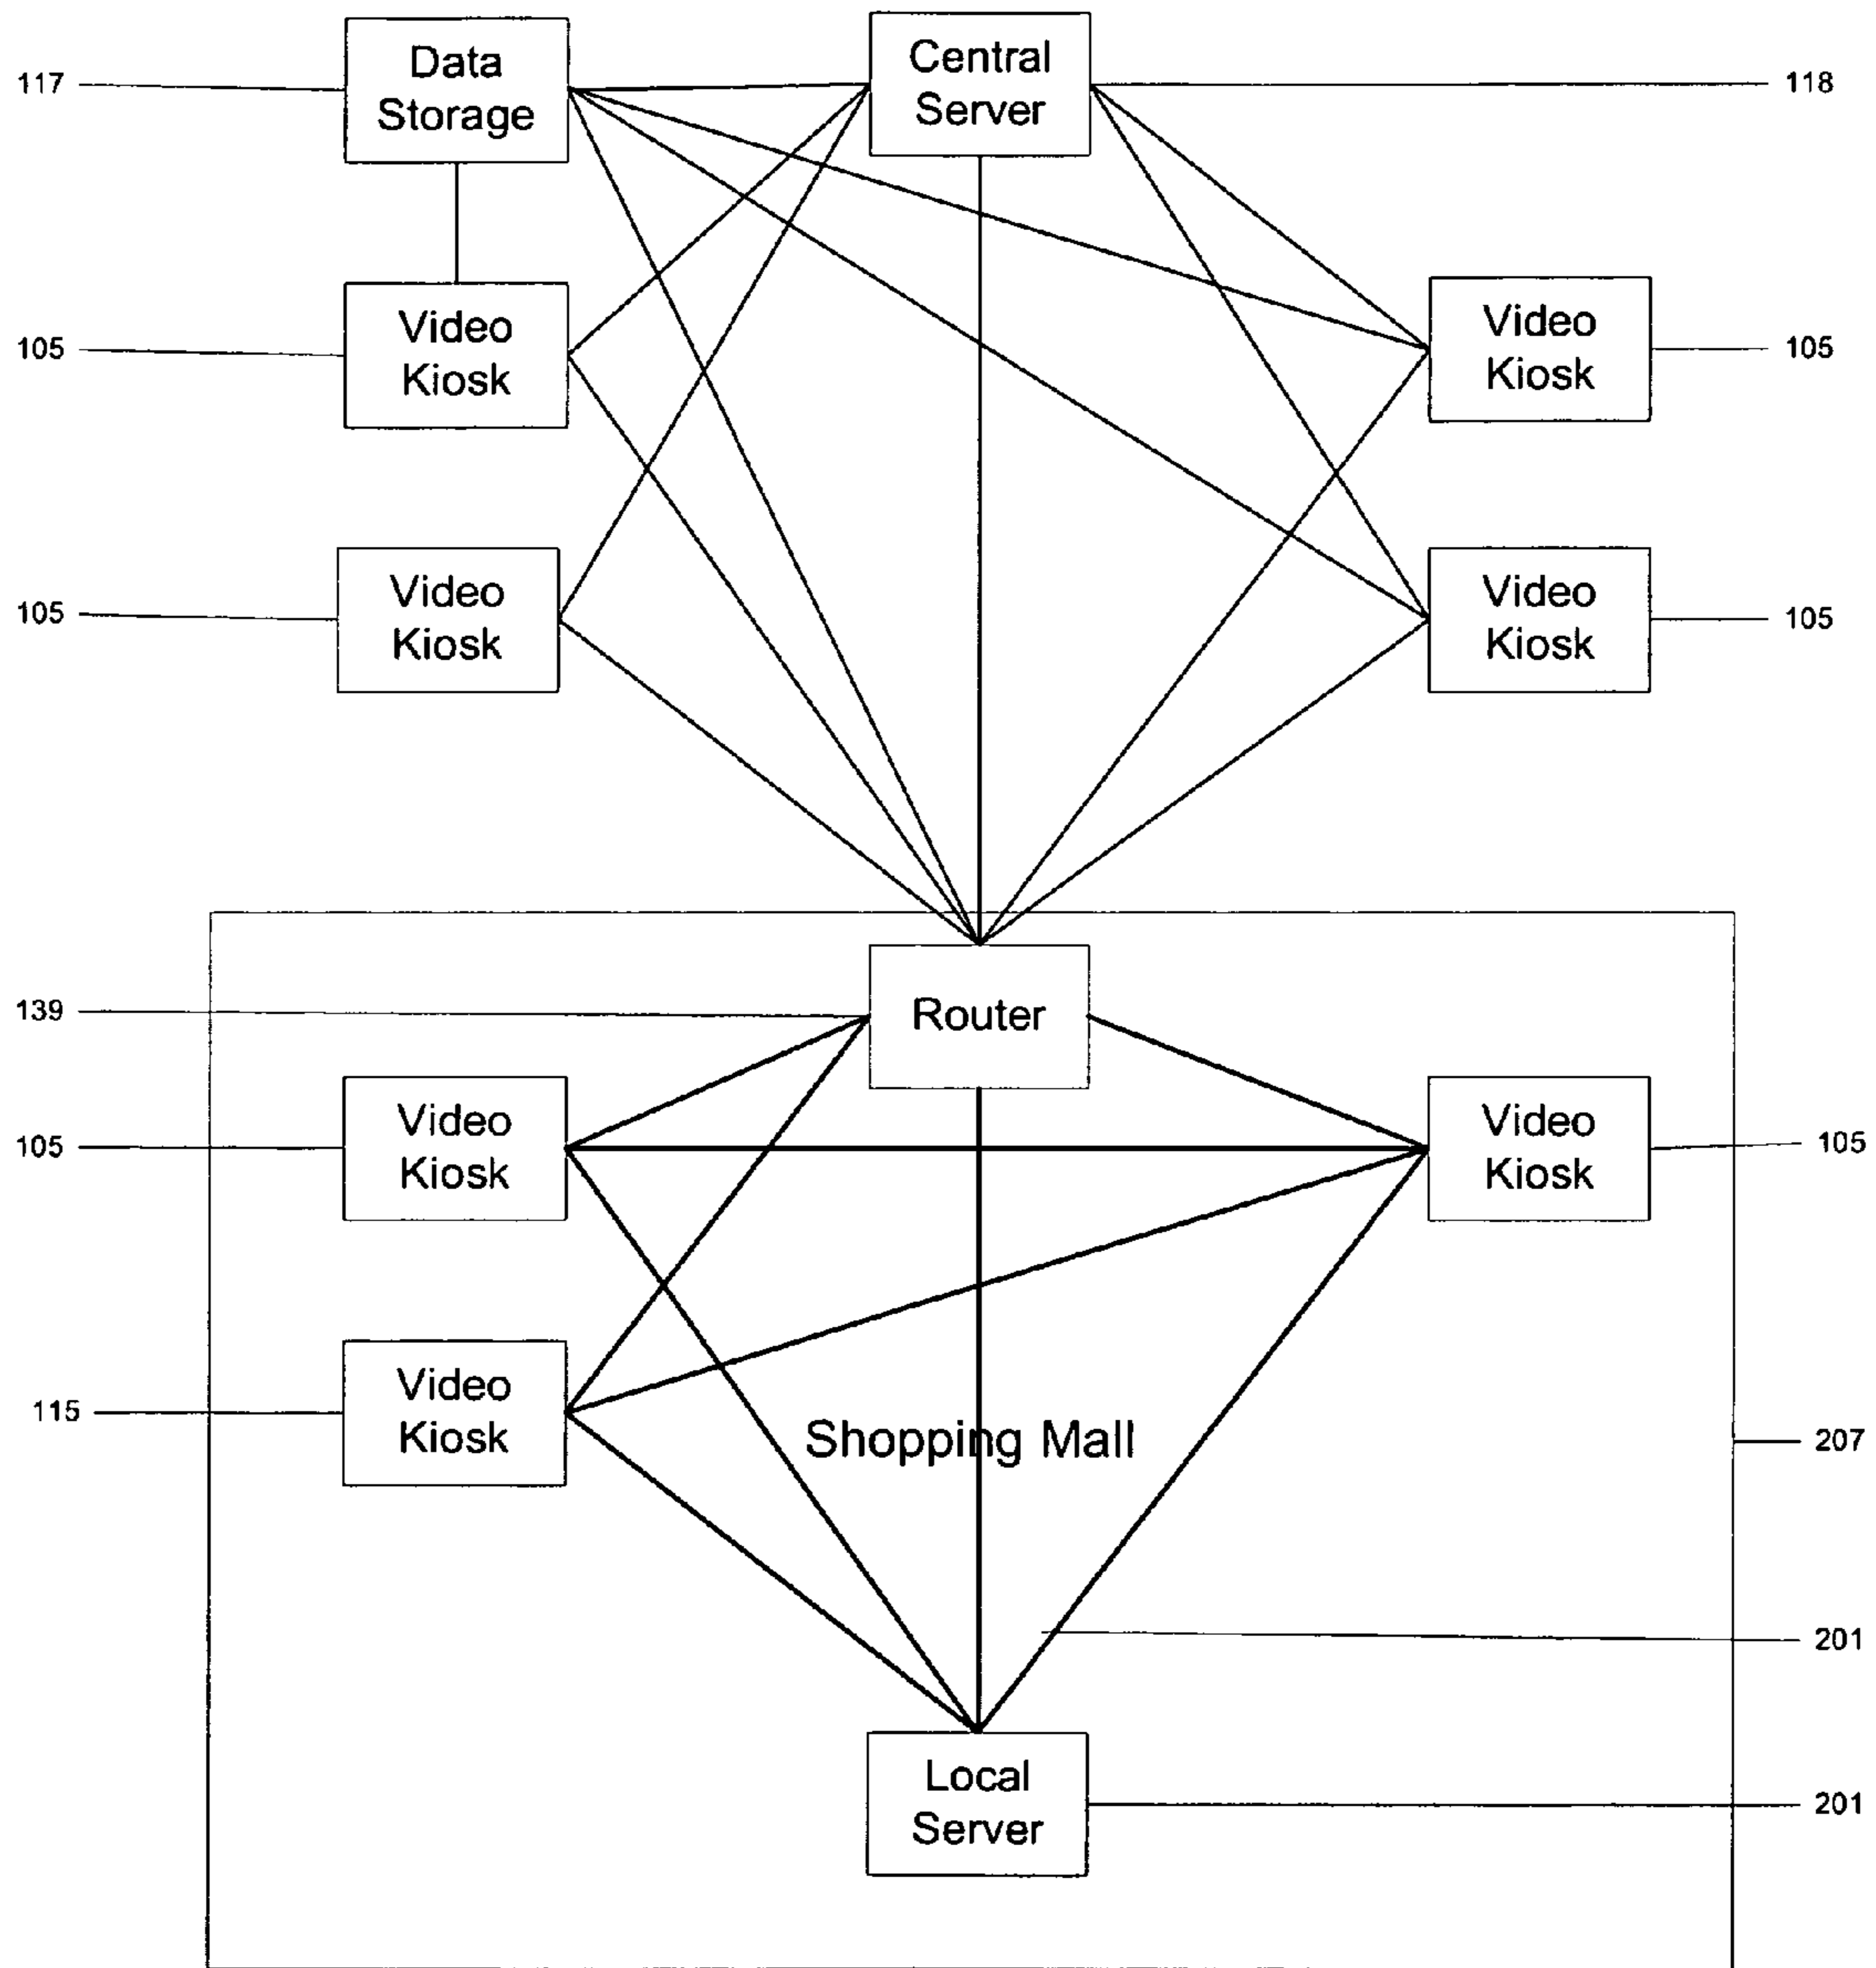 117
Data
Storage
Central
Server
118
105
Video
Kiosk
Video
Kiosk
105
105
Video
Kiosk
Video
Kiosk
105
139
Router
105
Video
Kiosk
Video
Kiosk
105
115
Video
Kiosk
Shopping Mall
207
201
Local
Server
201